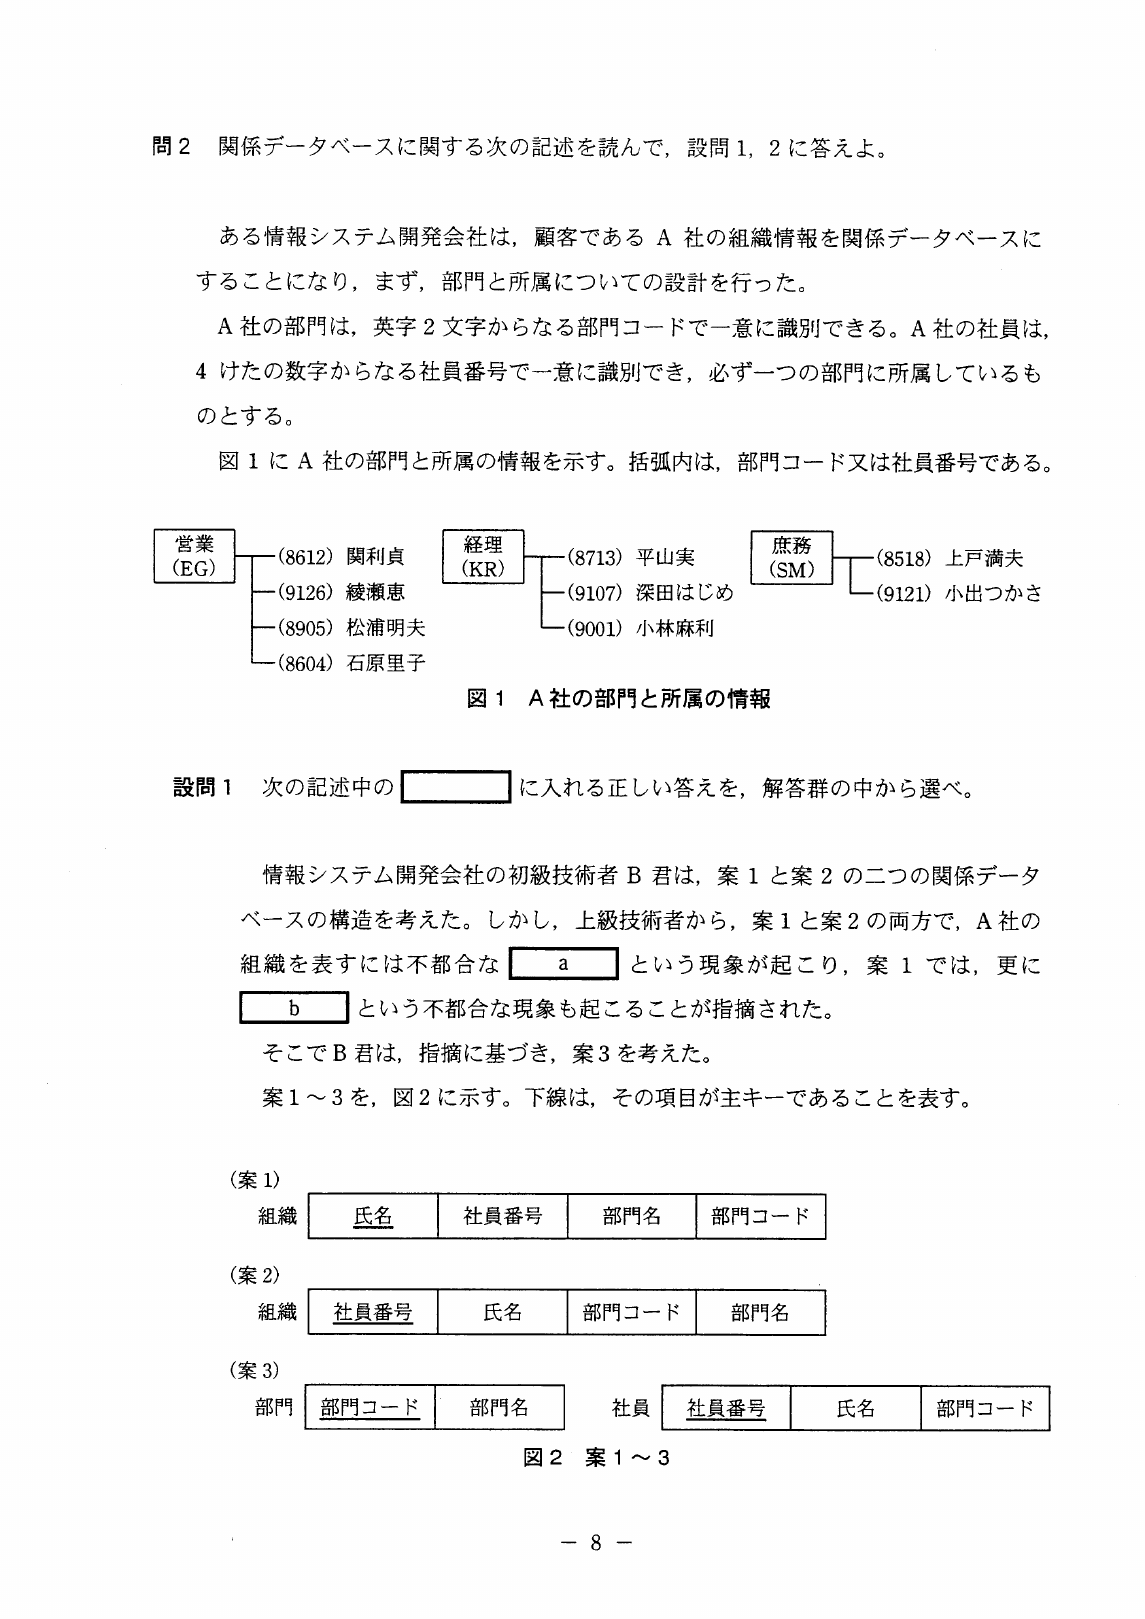 問2 関係データベースに関する次の記述を読んで，設問1，2に答えよ。
ある情報システム開発会社は，顧客である A 社の組織情報を関係データベースに
することになり，まず，部門と所属についての設計を行った。
A 社の部門は，英字 2 文字からなる部門コードで一意に識別できる。A 社の社員は，
4 けたの数字からなる社員番号で一意に識別でき，必ず一つの部門に所属しているも
のとする。
図 1 に A 社の部門と所属の情報を示す。括弧内は，部門コード又は社員番号である。
営業 (EG)
(8612) 関利貞
(9126) 綾瀬恵
(8905) 松浦明夫
(8604) 石原里子
経理 (KR)
(8713) 平山実
(9107) 深田はじめ
(9001) 小林麻利
庶務 (SM)
(8518) 上戸満夫
(9121) 小出つかさ
図1 A社の部門と所属の情報
設問1 次の記述中の に入れる正しい答えを，解答群の中から選べ。
情報システム開発会社の初級技術者 B 君は，案 1 と案 2 の二つの関係データ
ベースの構造を考えた。しかし，上級技術者から，案1と案2の両方で，A 社の
組織を表すには不都合な a という現象が起こり，案 1 では，更に
b という不都合な現象も起こることが指摘された。
そこで B 君は，指摘に基づき，案3を考えた。
案1～3を，図2に示す。下線は，その項目が主キーであることを表す。
(案 1)
組織 氏名 社員番号 部門名 部門コード
(案 2)
組織 社員番号 氏名 部門コード 部門名
(案 3)
部門 部門コード 部門名 社員 社員番号 氏名 部門コード
図2 案1～3
－ 8 －